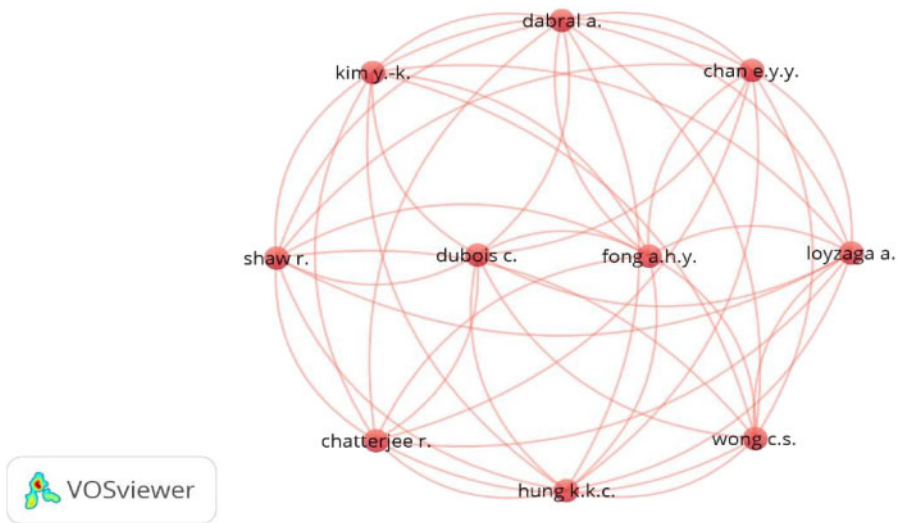 dabral a.
kim y.-k.
chan e.y.y.
shaw r.
dubois c.
fong a.h.y.
loyzaga a.
chatterjee r.
wong c.s.
hung k.k.c.
VOSviewer